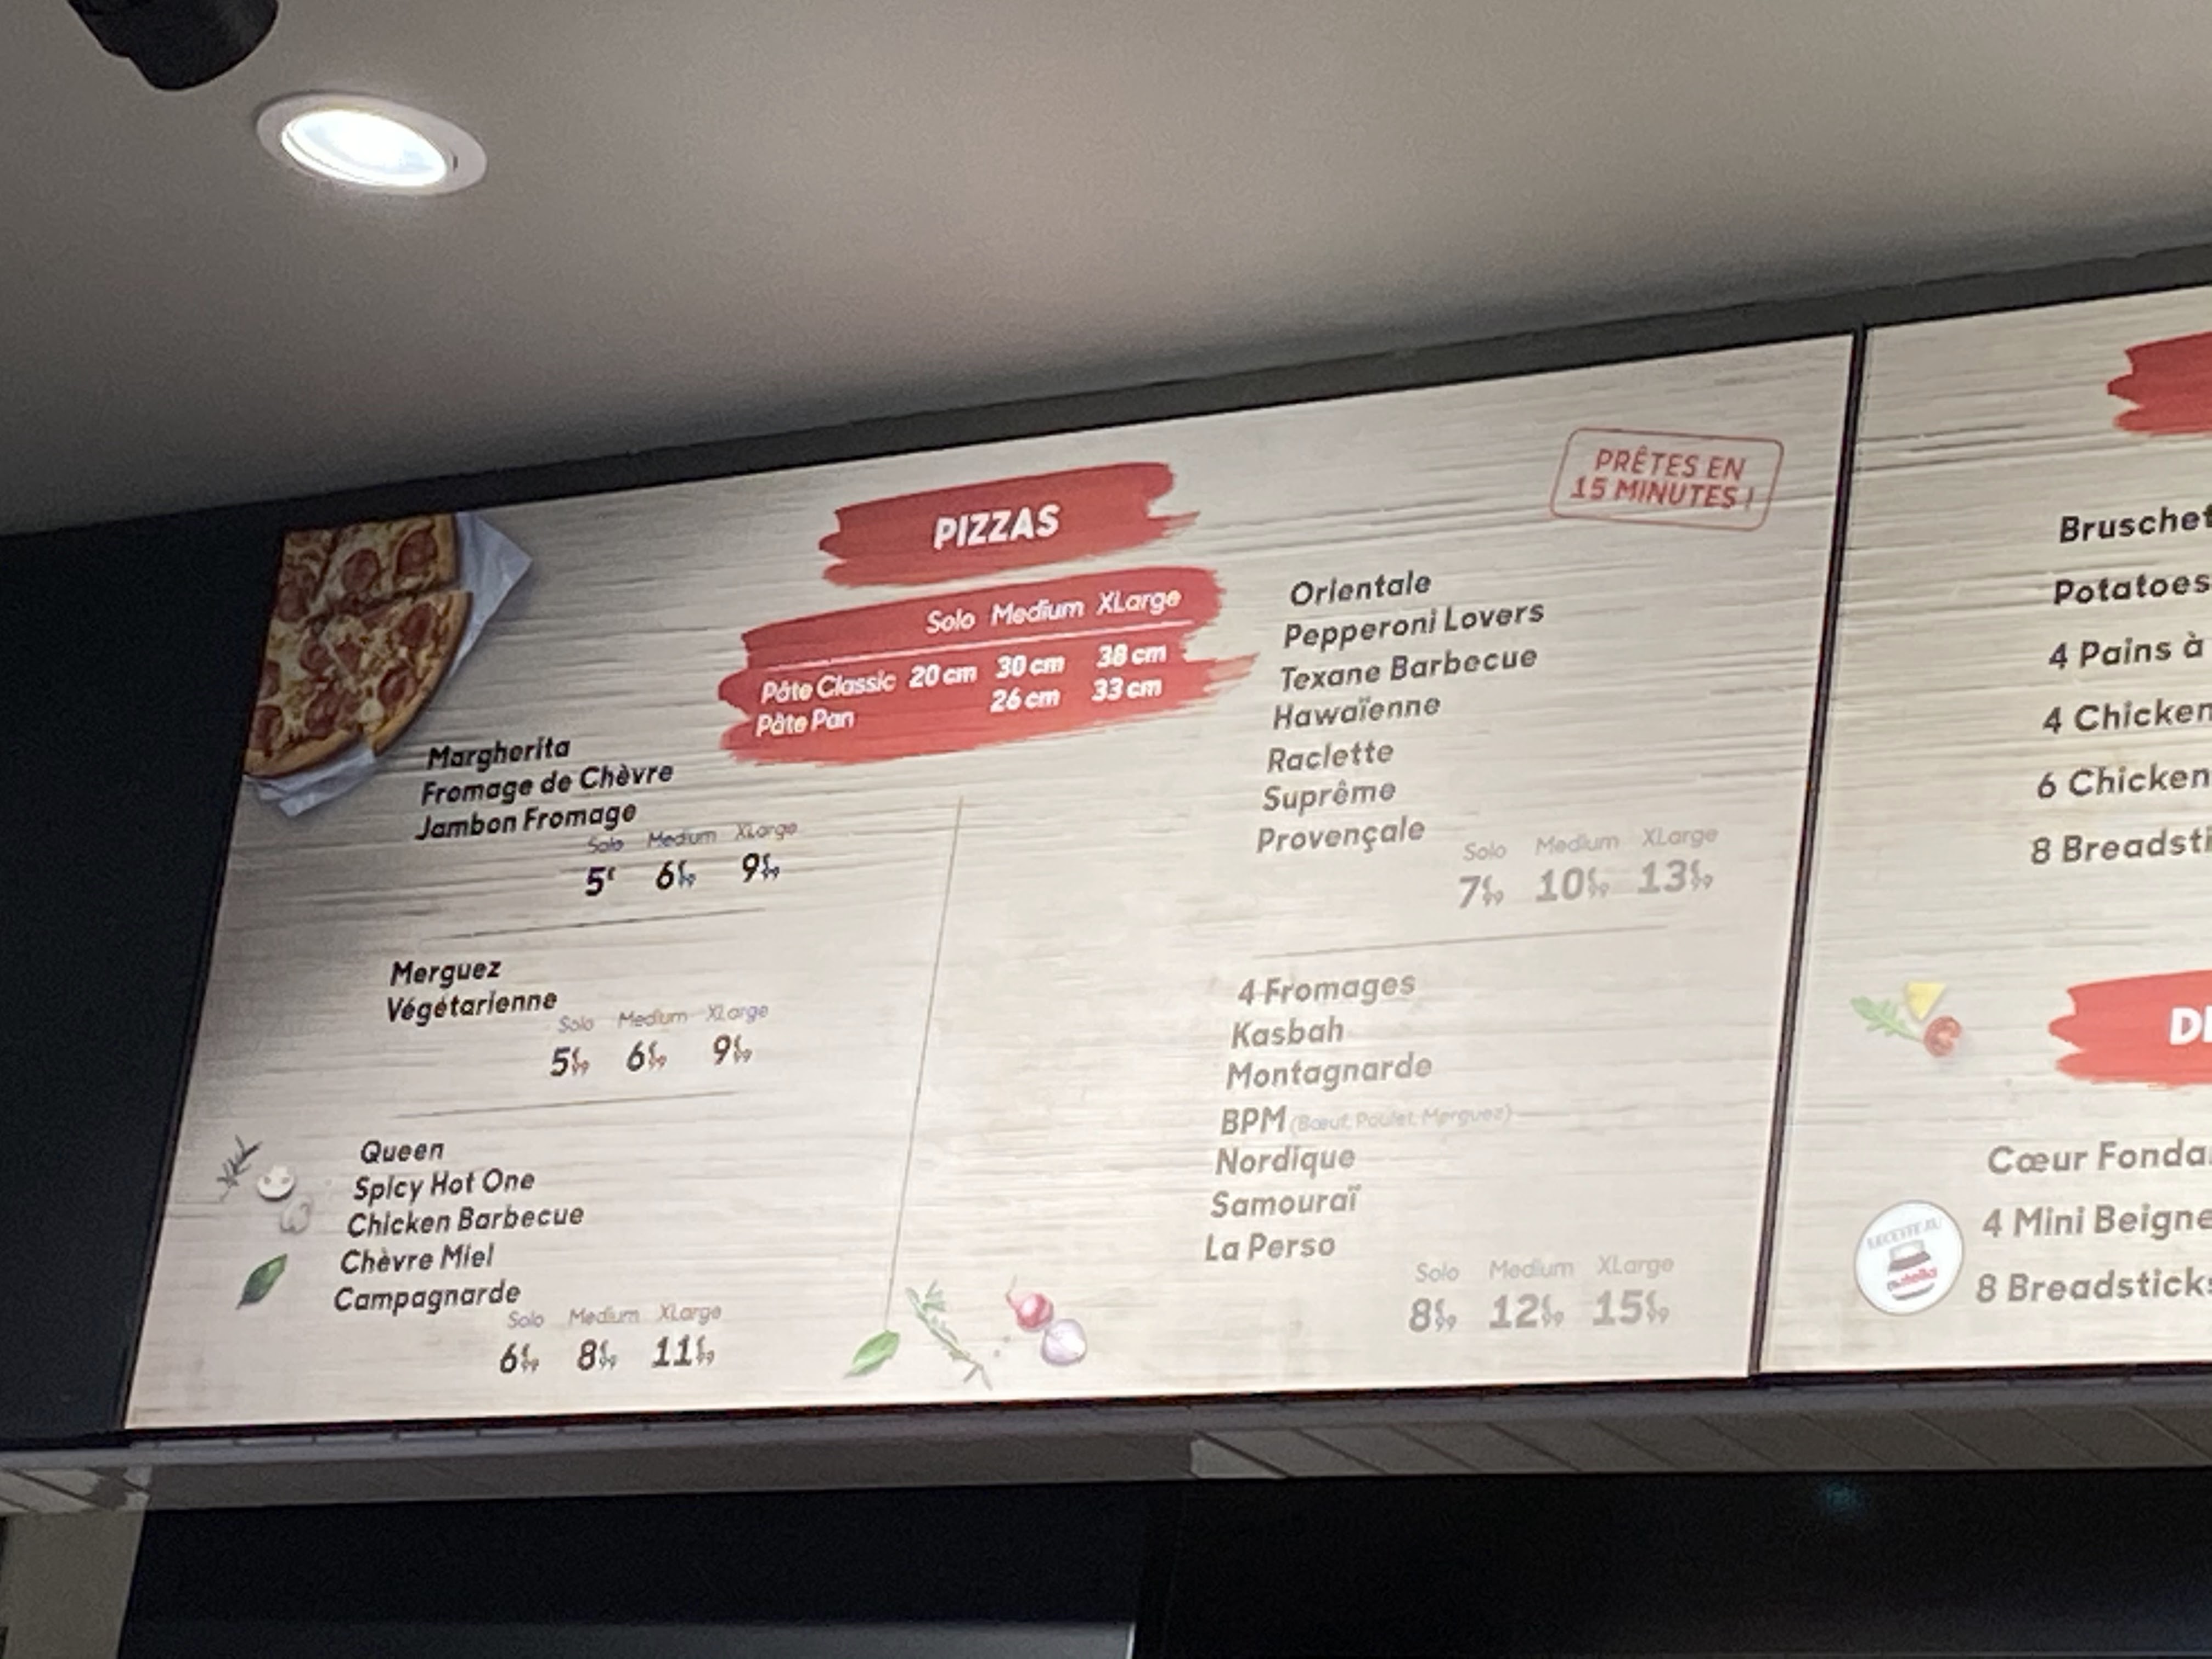 PIZZAS
Solo Medium XLarge
Pâte Classic 20 cm 30 cm 38 cm
Pâte Pan 26 cm 33 cm
Margherita
Fromage de Chèvre
Jambon Fromage
Solo Medium XLarge
5€ 6€99 9€99
Merguez
Végétarienne
Solo Medium XLarge
5€99 6€99 9€99
Queen
Spicy Hot One
Chicken Barbecue
Chèvre Miel
Campagnarde
Solo Medium XLarge
6€99 8€99 11€99
PRÊTES EN
15 MINUTES !
Orientale
Pepperoni Lovers
Texane Barbecue
Hawaïenne
Raclette
Suprême
Provençale
Solo Medium XLarge
7€99 10€99 13€99
4 Fromages
Kasbah
Montagnarde
BPM (Bœuf, Poulet, Merguez)
Nordique
Samouraï
La Perso
Solo Medium XLarge
8€99 12€99 15€99
Bruschet
Potatoes
4 Pains à
4 Chicken
6 Chicken
8 Breadsti
Cœur Fonda
4 Mini Beigne
8 Breadsticks
RECETTE AU
nutella